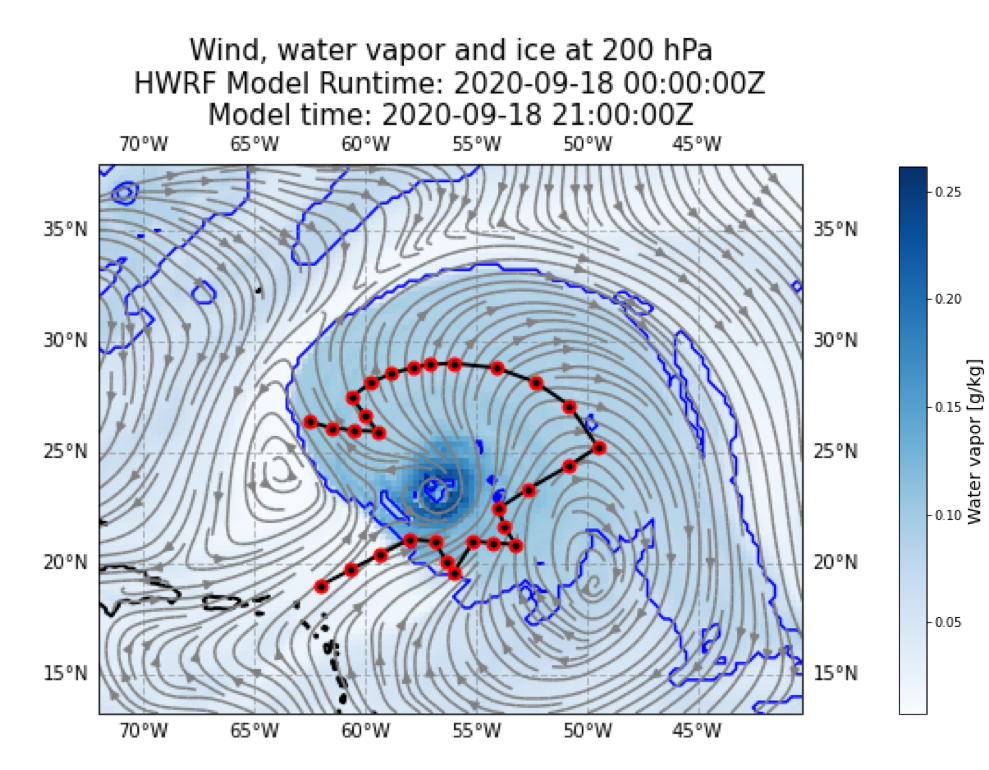 Wind, water vapor and ice at 200 hPa
HWRF Model Runtime: 2020-09-18 00:00:00Z
Model time: 2020-09-18 21:00:00Z
70°W 65°W 60°W 55°W 50°W 45°W
35°N 35°N
30°N 30°N
25°N 25°N
20°N 20°N
15°N 15°N
70°W 65°W 60°W 55°W 50°W 45°W
0.25
0.20
0.15
0.10
0.05
Water vapor [g/kg]